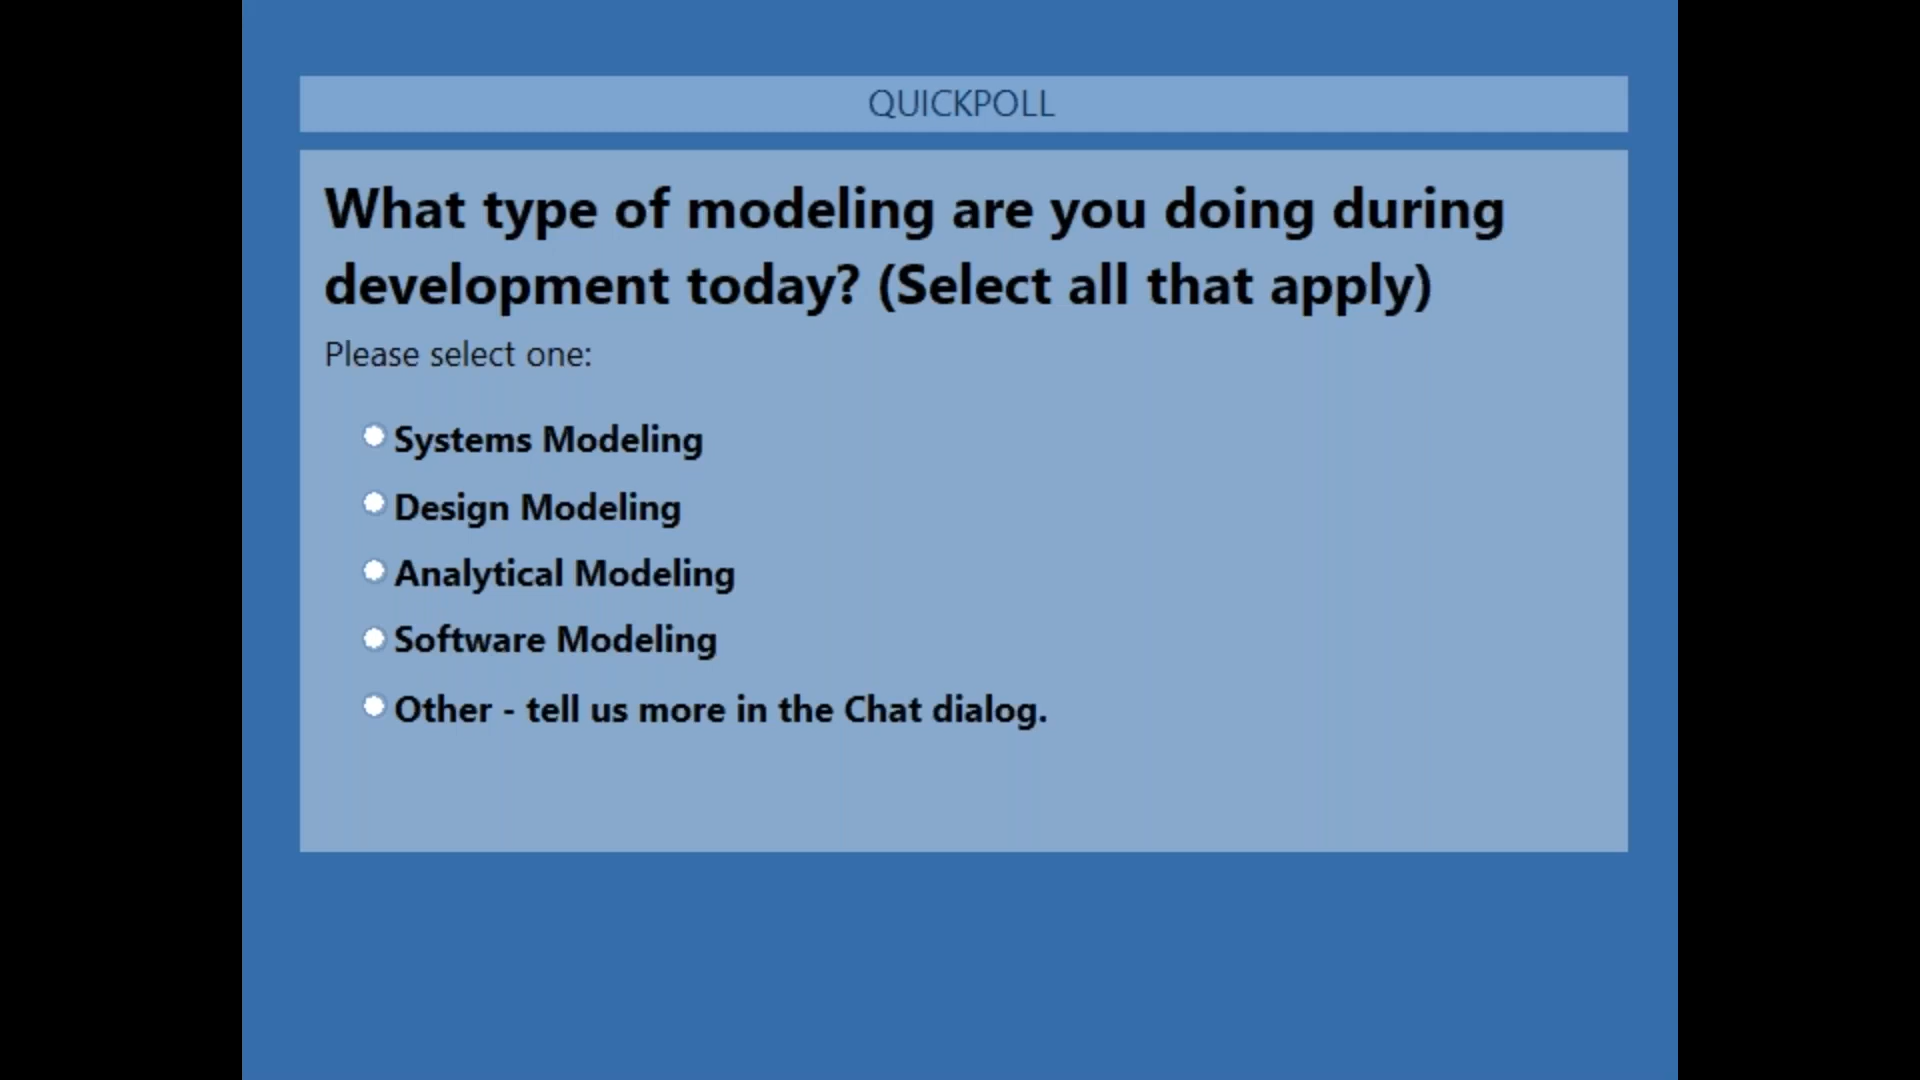 QUICKPOLL
What type of modeling are you doing during
development today? (Select all that apply)
Please select one:
Systems Modeling
Design Modeling
Analytical Modeling
Software Modeling
Other - tell us more in the Chat dialog.